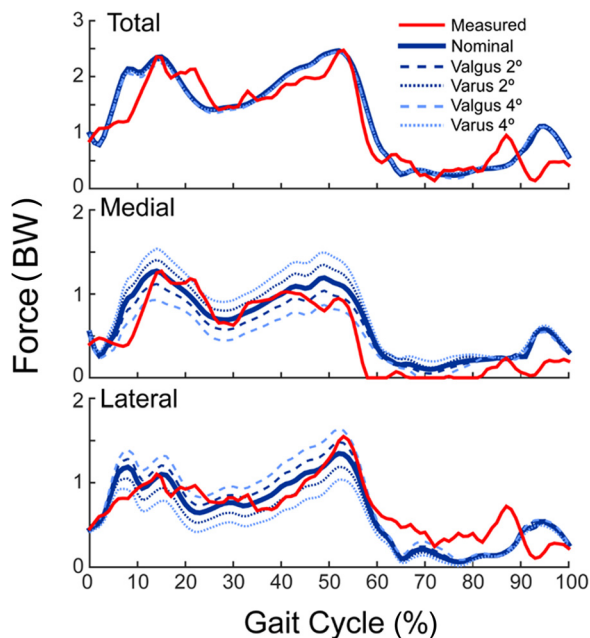 Total
Measured
Nominal
Valgus 2º
Varus 2º
Valgus 4º
Varus 4º
3
2
1
0
Medial
2
1
0
Lateral
2
1
0
0 10 20 30 40 50 60 70 80 90 100
Force (BW)
Gait Cycle (%)